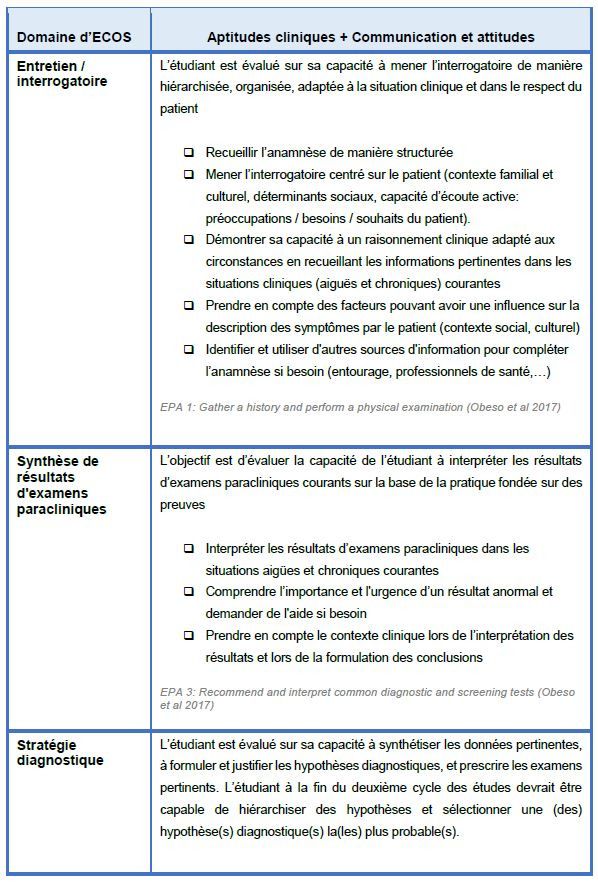 Domaine d’ECOS
Aptitudes cliniques + Communication et attitudes
Entretien /
interrogatoire
L’étudiant est évalué sur sa capacité à mener l’interrogatoire de manière
hiérarchisée, organisée, adaptée à la situation clinique et dans le respect du
patient
❑ Recueillir l’anamnèse de manière structurée
❑ Mener l’interrogatoire centré sur le patient (contexte familial et
culturel, déterminants sociaux, capacité d’écoute active:
préoccupations / besoins / souhaits du patient).
❑ Démontrer sa capacité à un raisonnement clinique adapté aux
circonstances en recueillant les informations pertinentes dans les
situations cliniques (aiguës et chroniques) courantes
❑ Prendre en compte des facteurs pouvant avoir une influence sur la
description des symptômes par le patient (contexte social, culturel)
❑ Identifier et utiliser d'autres sources d'information pour compléter
l’anamnèse si besoin (entourage, professionnels de santé,…)
EPA 1: Gather a history and perform a physical examination (Obeso et al 2017)
Synthèse de
résultats
d'examens
paracliniques
L’objectif est d’évaluer la capacité de l’étudiant à interpréter les résultats
d’examens paracliniques courants sur la base de la pratique fondée sur des
preuves
❑ Interpréter les résultats d’examens paracliniques dans les
situations aigües et chroniques courantes
❑ Comprendre l’importance et l'urgence d’un résultat anormal et
demander de l'aide si besoin
❑ Prendre en compte le contexte clinique lors de l’interprétation des
résultats et lors de la formulation des conclusions
EPA 3: Recommend and interpret common diagnostic and screening tests (Obeso
et al 2017)
Stratégie
diagnostique
L’étudiant est évalué sur sa capacité à synthétiser les données pertinentes,
à formuler et justifier les hypothèses diagnostiques, et prescrire les examens
pertinents. L’étudiant à la fin du deuxième cycle des études devrait être
capable de hiérarchiser des hypothèses et sélectionner une (des)
hypothèse(s) diagnostique(s) la(les) plus probable(s).